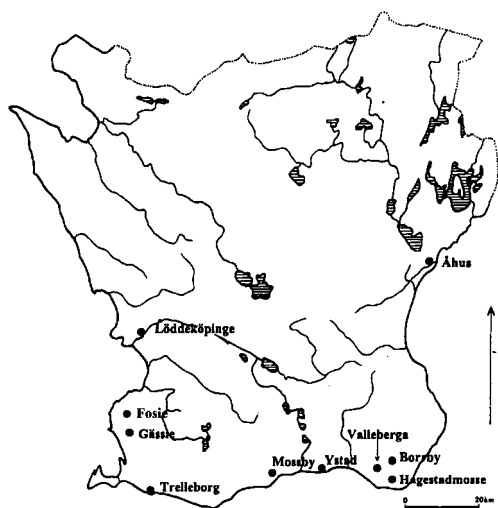 Åhus
Löddeköpinge
Fosie
Gässie
Valleberga
Mossby
Ystad
Borrby
Hagestadmosse
Trelleborg
0
20km